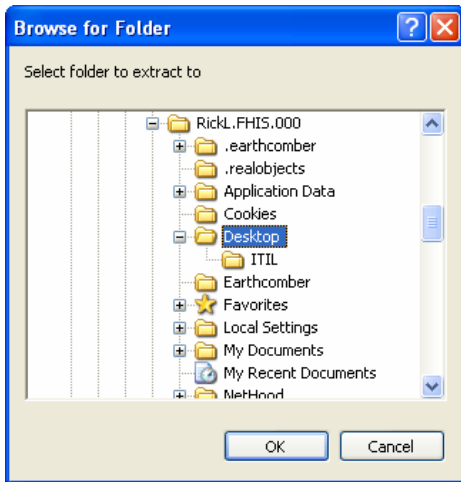 Browse for Folder
Select folder to extract to
RickL.FHIS.000
.earthcomber
.realobjects
Application Data
Cookies
Desktop
ITIL
Earthcomber
Favorites
Local Settings
My Documents
My Recent Documents
NetHood
OK Cancel